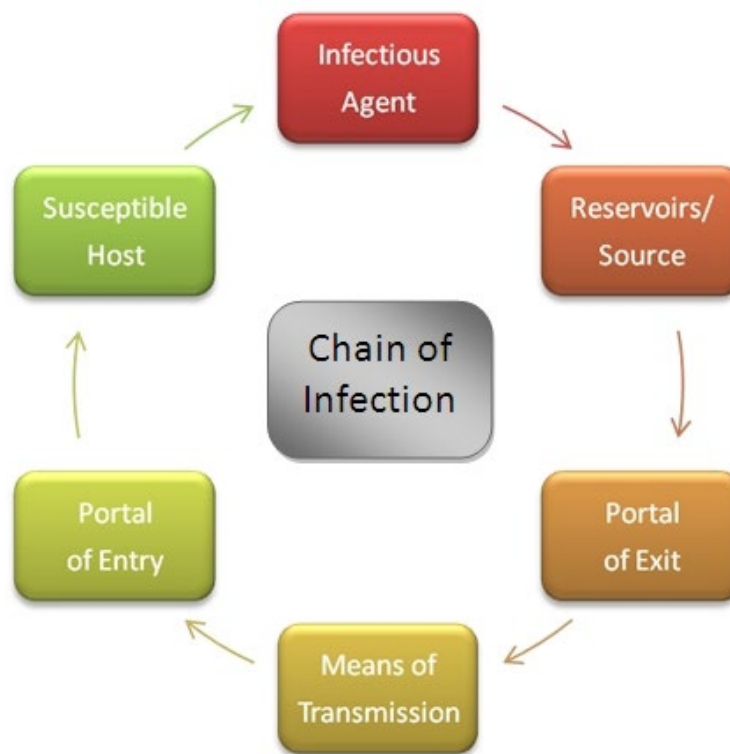 Infectious
Agent
Reservoirs/
Source
Portal
of Exit
Means of
Transmission
Portal
of Entry
Susceptible
Host
Chain of
Infection